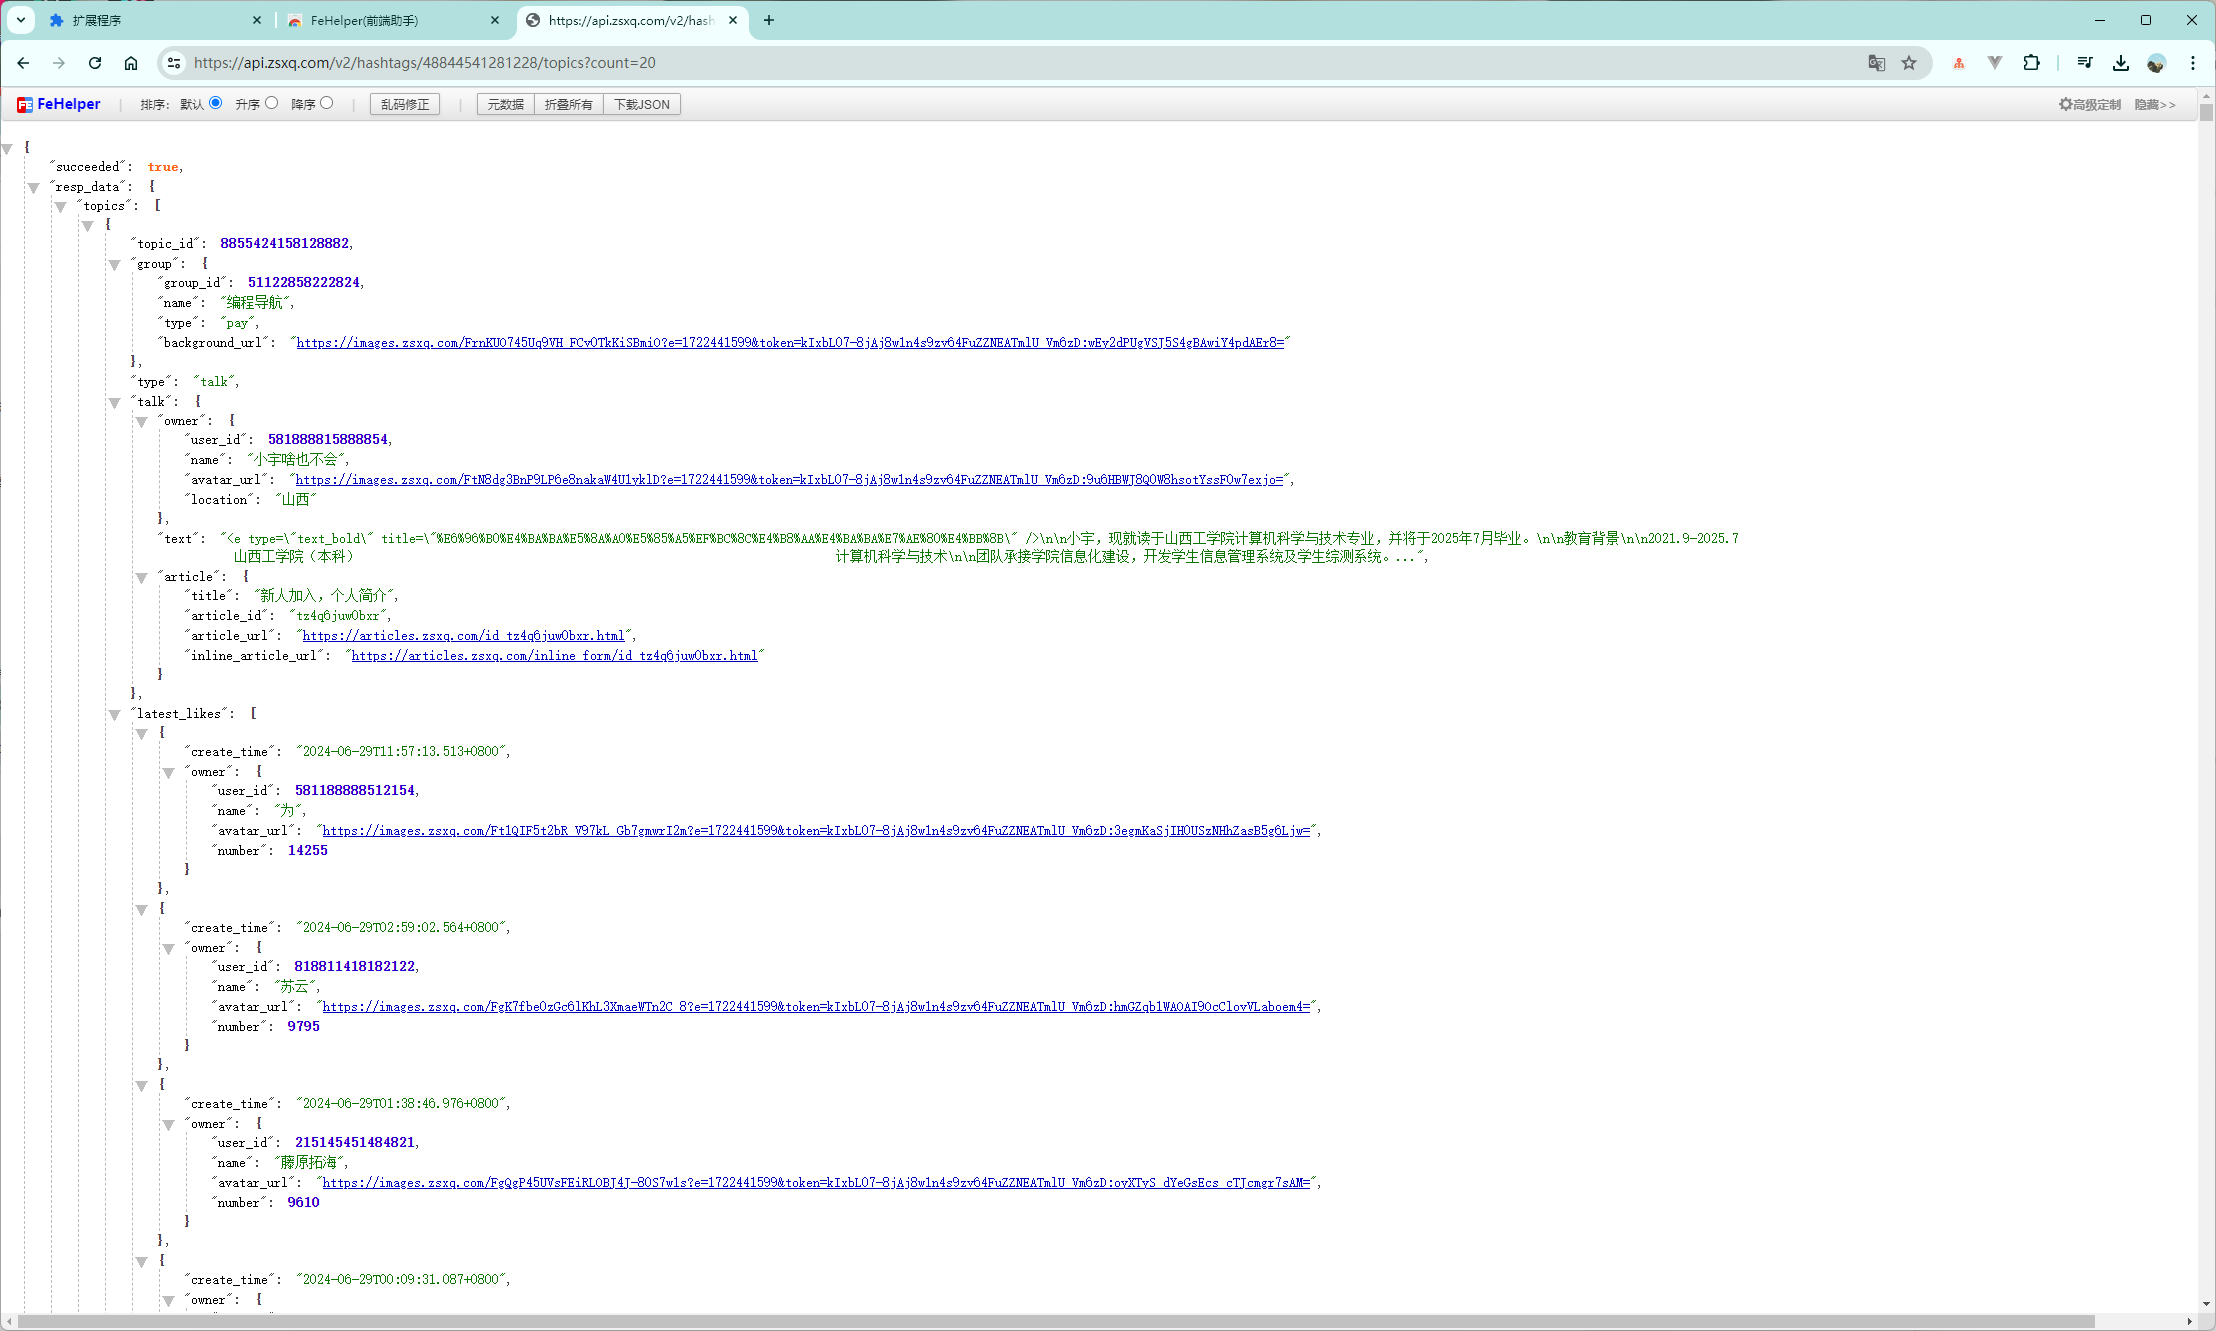 扩展程序
FeHelper(前端助手)
https://api.zsxq.com/v2/hash
https://api.zsxq.com/v2/hashtags/48844541281228/topics?count=20
FeHelper | 排序: 默认 升序 降序 | 乱码修正 | 元数据 折叠所有 下载JSON 高级定制 隐藏>>
{
"succeeded": true,
"resp_data": {
"topics": [
{
"topic_id": 8855424158128882,
"group": {
"group_id": 51122858222824,
"name": "编程导航",
"type": "pay",
"background_url": "https://images.zsxq.com/FrnKUO745Uq9VH_FCvOTkKiSBmiO?e=1722441599&token=kIxbL07-8jAj8w1n4s9zv64FuZZNEATmlU_Vm6zD:wEy2dPUgVSJ5S4gBAwiY4pdAEr8="
},
"type": "talk",
"talk": {
"owner": {
"user_id": 581888815888854,
"name": "小宇啥也不会",
"avatar_url": "https://images.zsxq.com/FtN8dg3BnP9LP6e8nakaW4U1yklD?e=1722441599&token=kIxbL07-8jAj8w1n4s9zv64FuZZNEATmlU_Vm6zD:9u6HBWJ8QOW8hsotYssFOw7exjo=",
"location": "山西"
},
"text": "<e type=\"text_bold\" title=\"%E6%96%B0%E4%BA%BA%E5%8A%A0%E5%85%A5%EF%BC%8C%E4%B8%AA%E4%BA%BA%E7%AE%80%E4%BB%8B\" />\n\n小宇，现就读于山西工学院计算机科学与技术专业，并将于2025年7月毕业。\n\n教育背景\n\n2021.9-2025.7
山西工学院（本科） 计算机科学与技术\n\n团队承接学院信息化建设，开发学生信息管理系统及学生综测系统。...",
"article": {
"title": "新人加入，个人简介",
"article_id": "tz4q6juw0bxr",
"article_url": "https://articles.zsxq.com/id_tz4q6juw0bxr.html",
"inline_article_url": "https://articles.zsxq.com/inline_form/id_tz4q6juw0bxr.html"
}
},
"latest_likes": [
{
"create_time": "2024-06-29T11:57:13.513+0800",
"owner": {
"user_id": 581188888512154,
"name": "为",
"avatar_url": "https://images.zsxq.com/Ft1QIF5t2bR_V97kL_Gb7gmwrI2m?e=1722441599&token=kIxbL07-8jAj8w1n4s9zv64FuZZNEATmlU_Vm6zD:3egmKaSjIHOUSzNHhZasB5g6Ljw=",
"number": 14255
}
},
{
"create_time": "2024-06-29T02:59:02.564+0800",
"owner": {
"user_id": 818811418182122,
"name": "苏云",
"avatar_url": "https://images.zsxq.com/FgK7fbeOzGc6lKhL3XmaeWTn2C_8?e=1722441599&token=kIxbL07-8jAj8w1n4s9zv64FuZZNEATmlU_Vm6zD:hmGZqb1WAOAI9OcClovVLaboem4=",
"number": 9795
}
},
{
"create_time": "2024-06-29T01:38:46.976+0800",
"owner": {
"user_id": 215145451484821,
"name": "藤原拓海",
"avatar_url": "https://images.zsxq.com/FgQgP45UVsFEiRLOBJ4J-8OS7w1s?e=1722441599&token=kIxbL07-8jAj8w1n4s9zv64FuZZNEATmlU_Vm6zD:oyXTyS_dYeGsEcs_cTJcmgr7sAM=",
"number": 9610
}
},
{
"create_time": "2024-06-29T00:09:31.087+0800",
"owner": {